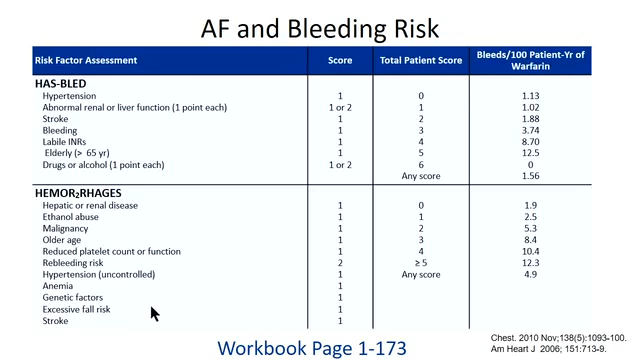 AF and Bleeding Risk
Risk Factor Assessment Score Total Patient Score Bleeds/100 Patient-Yr of Warfarin
HAS-BLED
Hypertension 1 0 1.13
Abnormal renal or liver function (1 point each) 1 or 2 1 1.02
Stroke 1 2 1.88
Bleeding 1 3 3.74
Labile INRs 1 4 8.70
Elderly (> 65 yr) 1 5 12.5
Drugs or alcohol (1 point each) 1 or 2 6 0
Any score 1.56
HEMOR₂RHAGES
Hepatic or renal disease 1 0 1.9
Ethanol abuse 1 1 2.5
Malignancy 1 2 5.3
Older age 1 3 8.4
Reduced platelet count or function 1 4 10.4
Rebleeding risk 2 ≥ 5 12.3
Hypertension (uncontrolled) 1 Any score 4.9
Anemia 1
Genetic factors 1
Excessive fall risk 1
Stroke 1
Workbook Page 1-173
Chest. 2010 Nov;138(5):1093-100.
Am Heart J 2006; 151:713-9.